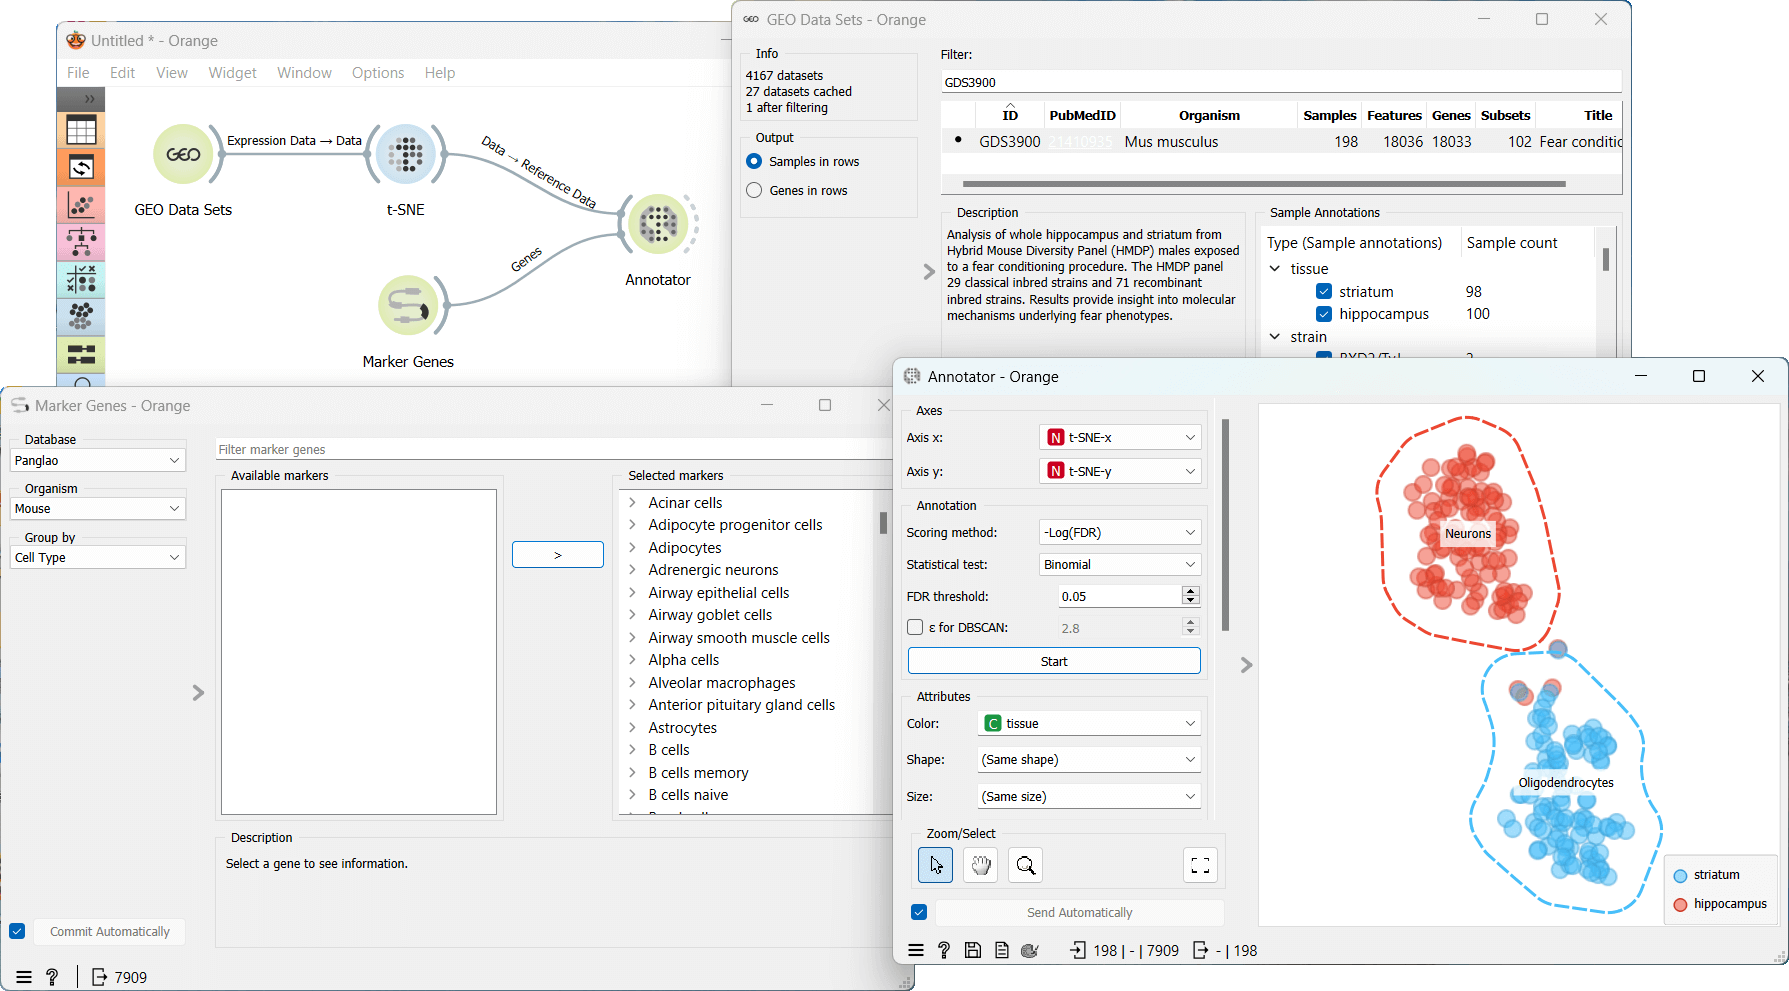 Untitled * - Orange
File Edit View Widget Window Options Help
»
GEO
Expression Data → Data
Data → Reference Data
GEO Data Sets
t-SNE
Genes
Annotator
Marker Genes
GEO Data Sets - Orange
Info
4167 datasets
27 datasets cached
1 after filtering
Output
Samples in rows
Genes in rows
Filter:
GDS3900
ID PubMedID Organism Samples Features Genes Subsets Title
GDS3900 21410935 Mus musculus 198 18036 18033 102 Fear conditio
Description
Analysis of whole hippocampus and striatum from
Hybrid Mouse Diversity Panel (HMDP) males exposed
to a fear conditioning procedure. The HMDP panel
29 classical inbred strains and 71 recombinant
inbred strains. Results provide insight into molecular
mechanisms underlying fear phenotypes.
Sample Annotations
Type (Sample annotations) Sample count
tissue
striatum 98
hippocampus 100
strain
Marker Genes - Orange
Database
Panglao
Organism
Mouse
Group by
Cell Type
Filter marker genes
Available markers
>
Selected markers
Acinar cells
Adipocyte progenitor cells
Adipocytes
Adrenergic neurons
Airway epithelial cells
Airway goblet cells
Airway smooth muscle cells
Alpha cells
Alveolar macrophages
Anterior pituitary gland cells
Astrocytes
B cells
B cells memory
B cells naive
Description
Select a gene to see information.
Commit Automatically
7909
Annotator - Orange
Axes
Axis x: N t-SNE-x
Axis y: N t-SNE-y
Annotation
Scoring method: -Log(FDR)
Statistical test: Binomial
FDR threshold: 0.05
ε for DBSCAN: 2.8
Start
Attributes
Color: C tissue
Shape: (Same shape)
Size: (Same size)
Zoom/Select
Send Automatically
198 | - | 7909 - | 198
Neurons
Oligodendrocytes
striatum
hippocampus